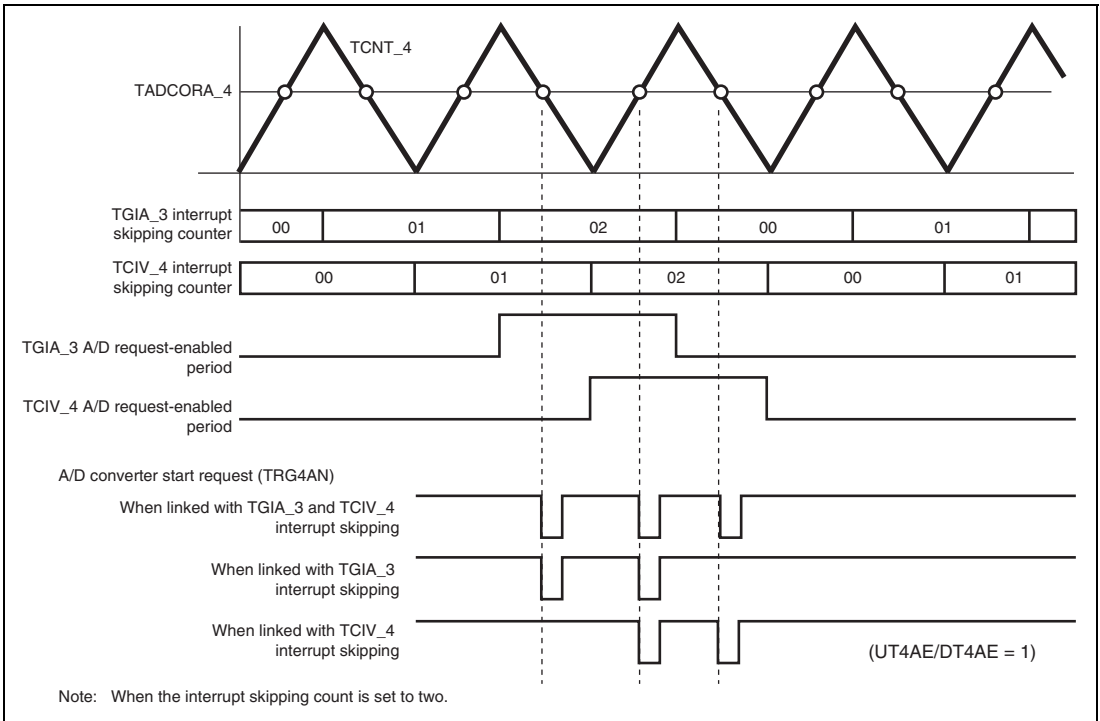 TCNT_4
TADCORA_4
TGIA_3 interrupt
skipping counter
00 01 02 00 01
TCIV_4 interrupt
skipping counter
00 01 02 00 01
TGIA_3 A/D request-enabled
period
TCIV_4 A/D request-enabled
period
A/D converter start request (TRG4AN)
When linked with TGIA_3 and TCIV_4
interrupt skipping
When linked with TGIA_3
interrupt skipping
When linked with TCIV_4
interrupt skipping
(UT4AE/DT4AE = 1)
Note: When the interrupt skipping count is set to two.